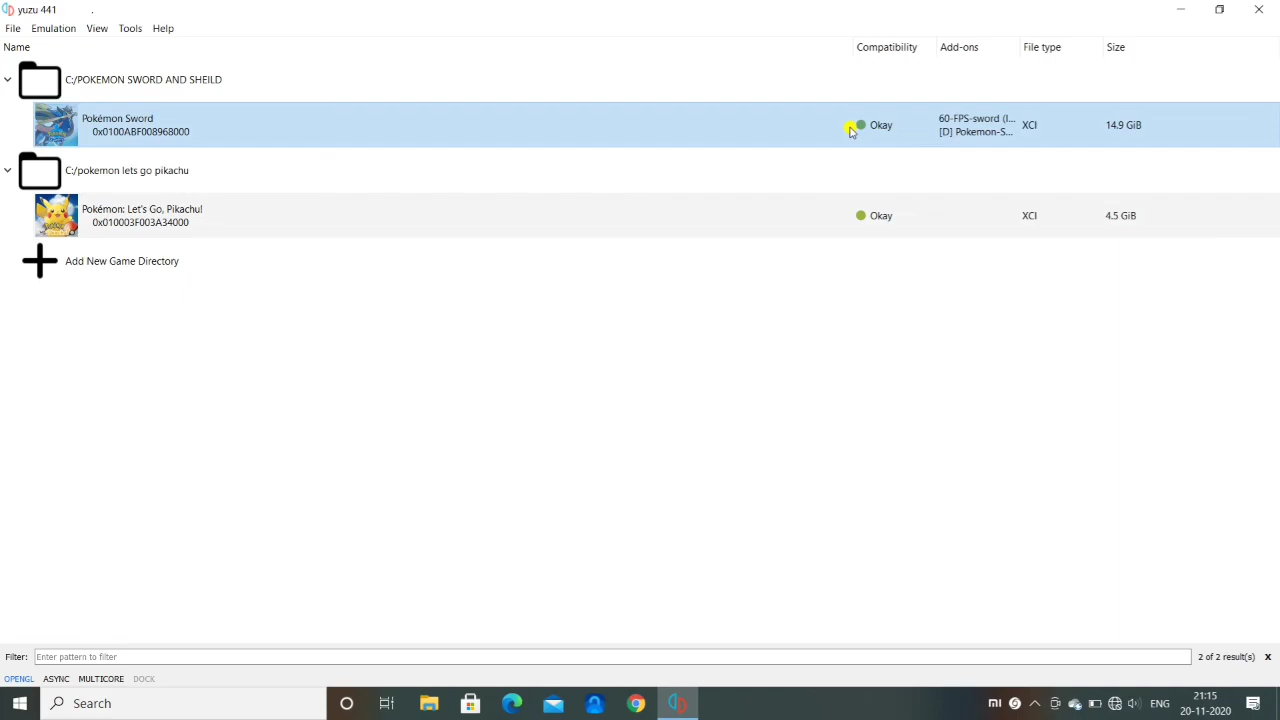 yuzu 441
File Emulation View Tools Help
Name Compatibility Add-ons File type Size
C:/POKEMON SWORD AND SHEILD
Pokémon Sword
0x0100ABF008968000
Okay
60-FPS-sword (I...
[D] Pokemon-S...
XCI
14.9 GiB
C:/pokemon lets go pikachu
Pokémon: Let's Go, Pikachu!
0x010003F003A34000
Okay
XCI
4.5 GiB
Add New Game Directory
Filter: Enter pattern to filter 2 of 2 result(s) X
OPENGL ASYNC MULTICORE DOCK
Search
mi
ENG
21:15
20-11-2020